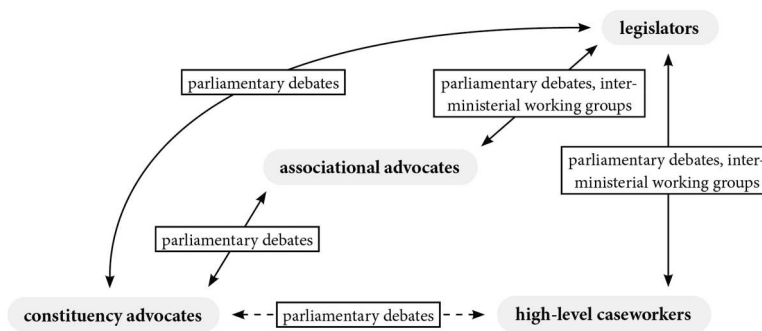 legislators
parliamentary debates
parliamentary debates, inter-
ministerial working groups
parliamentary debates, inter-
ministerial working groups
associational advocates
parliamentary debates
constituency advocates
parliamentary debates
high-level caseworkers